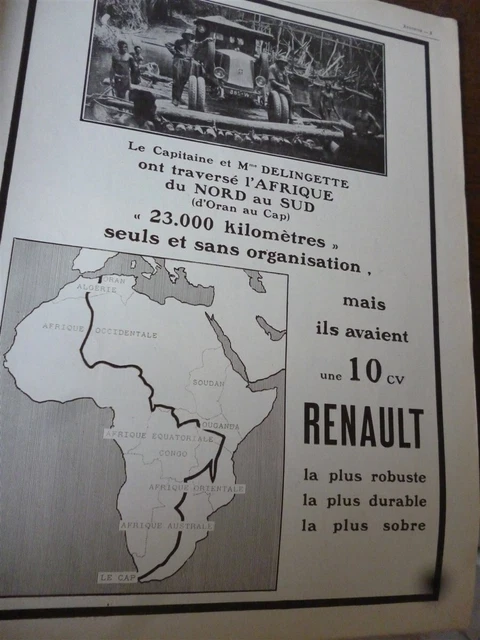 Le Capitaine et Mme DELINGETTE
ont traversé l'AFRIQUE
du NORD au SUD
(d'Oran au Cap)
" 23.000 kilomètres »
seuls et sans organisation,
mais
ils avaient
une 10 CV
RENAULT
la plus robuste
la plus durable
la plus sobre
ORAN
ALGÉRIE
AFRIQUE OCCIDENTALE
SOUDAN
OUGANDA
AFRIQUE ÉQUATORIALE
CONGO
AFRIQUE ORIENTALE
AFRIQUE AUSTRALE
LE CAP